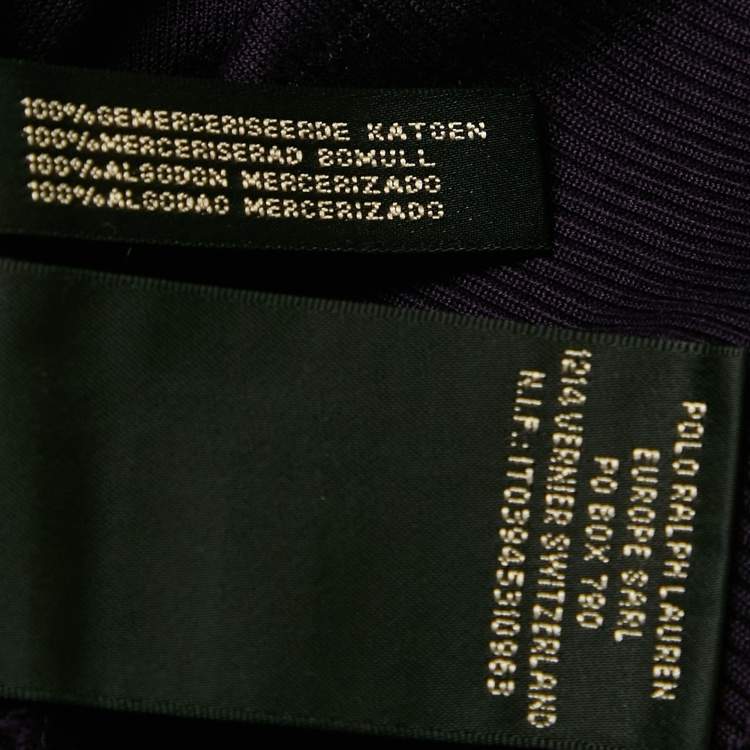 100%GEMERCERISEERDE KATOEN
100%MERCERISERAD BOMULL
100%ALGODON MERCERIZADO
100%ALGODAO MERCERIZADO
POLO RALPH LAUREN
EUROPE SARL
PO BOX 790
1214 VERNIER SWITZERLAND
N.I.F.: IT03945310963